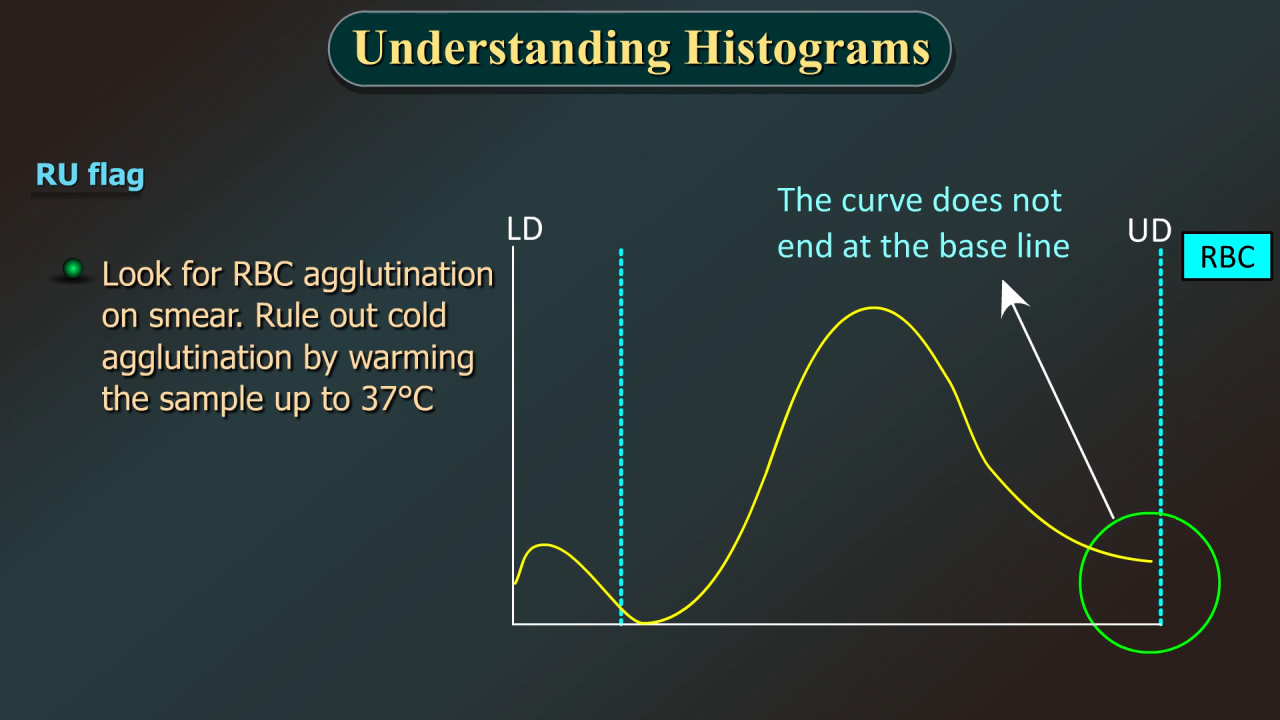 Understanding Histograms
RU flag
Look for RBC agglutination
on smear. Rule out cold
agglutination by warming
the sample up to 37°C
LD
The curve does not
end at the base line
UD
RBC